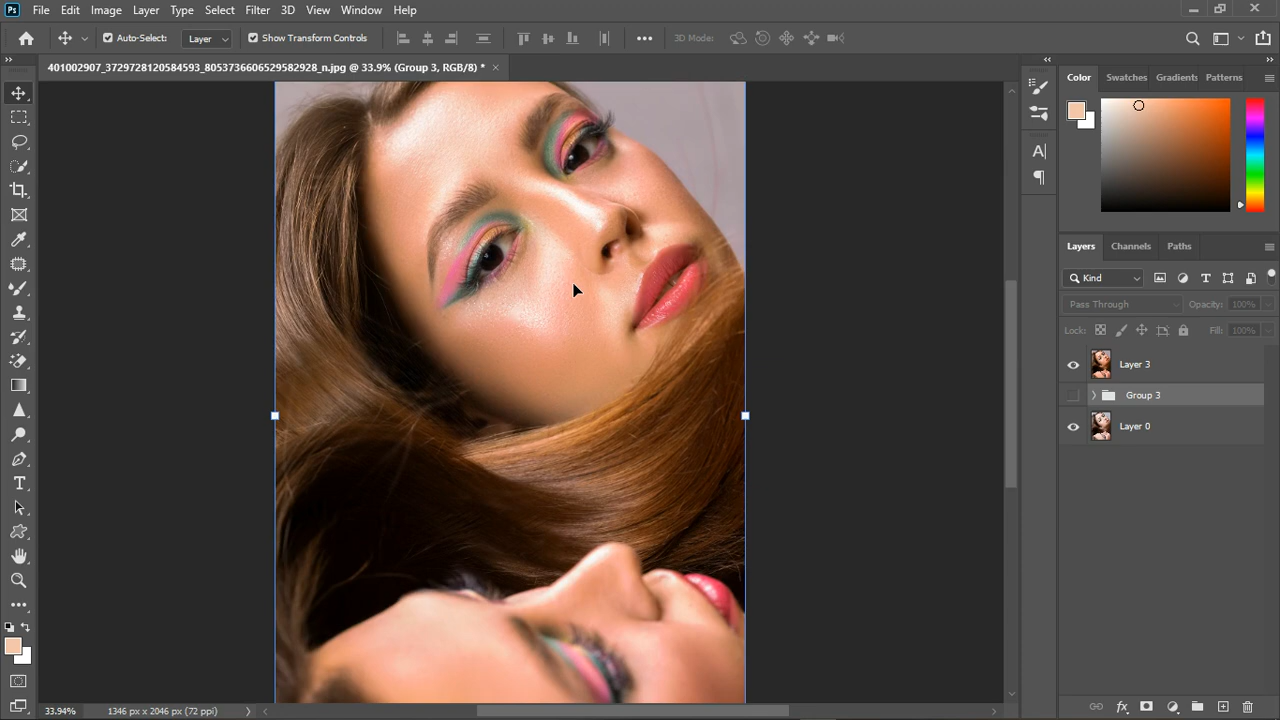 Ps File Edit Image Layer Type Select Filter 3D View Window Help
Auto-Select: Layer Show Transform Controls 3D Mode:
401002907_3729728120584593_8053736606529582928_n.jpg @ 33.9% (Group 3, RGB/8) *
Color Swatches Gradients Patterns
Layers Channels Paths
Kind
Pass Through Opacity: 100%
Lock: Fill: 100%
Layer 3
Group 3
Layer 0
33.94% 1346 px x 2046 px (72 ppi)